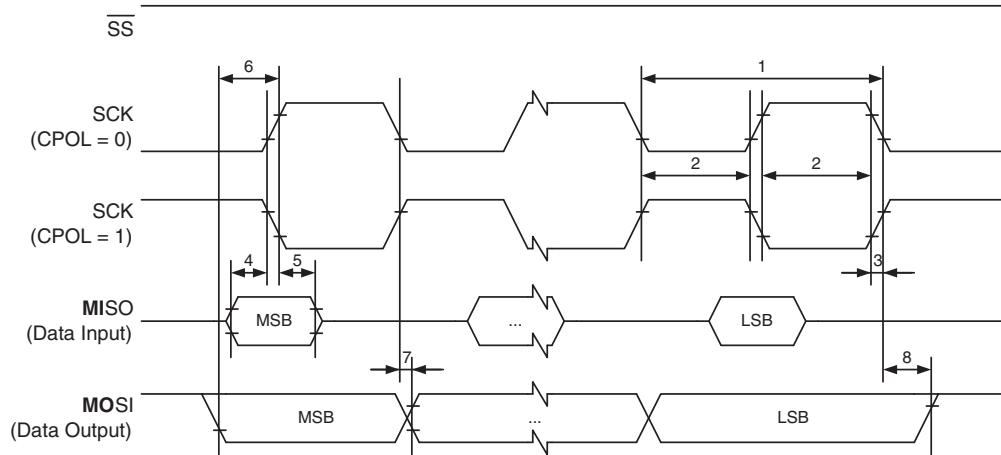 SS
6
1
SCK
(CPOL = 0)
2
2
SCK
(CPOL = 1)
4
5
3
MISO
(Data Input)
MSB
...
LSB
7
8
MOSI
(Data Output)
MSB
...
LSB